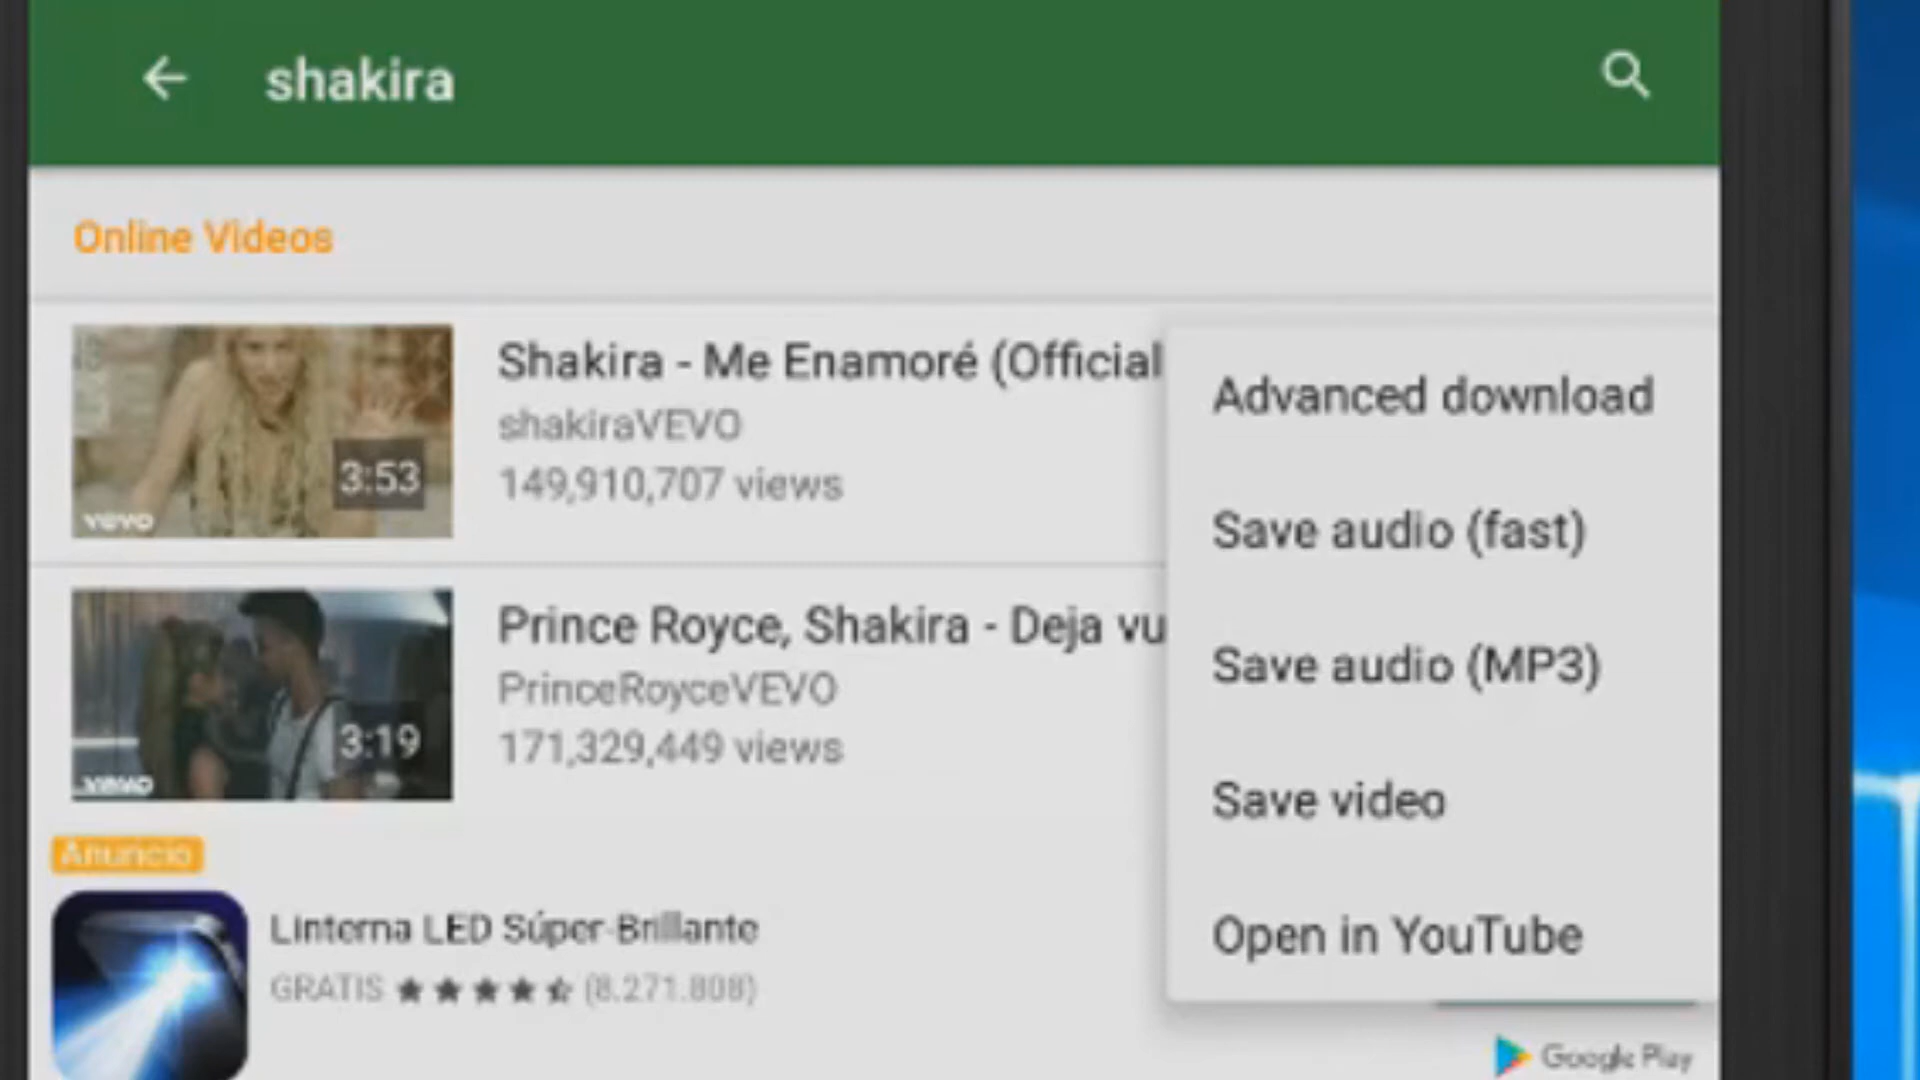 shakira
Online Videos
Shakira - Me Enamoré (Official
shakiraVEVO
149,910,707 views
3:53
vevo
Prince Royce, Shakira - Deja vu
PrinceRoyceVEVO
171,329,449 views
3:19
vevo
Advanced download
Save audio (fast)
Save audio (MP3)
Save video
Open in YouTube
Anuncio
Linterna LED Súper-Brillante
GRATIS ★★★★⯪ (8.271.808)
Google Play